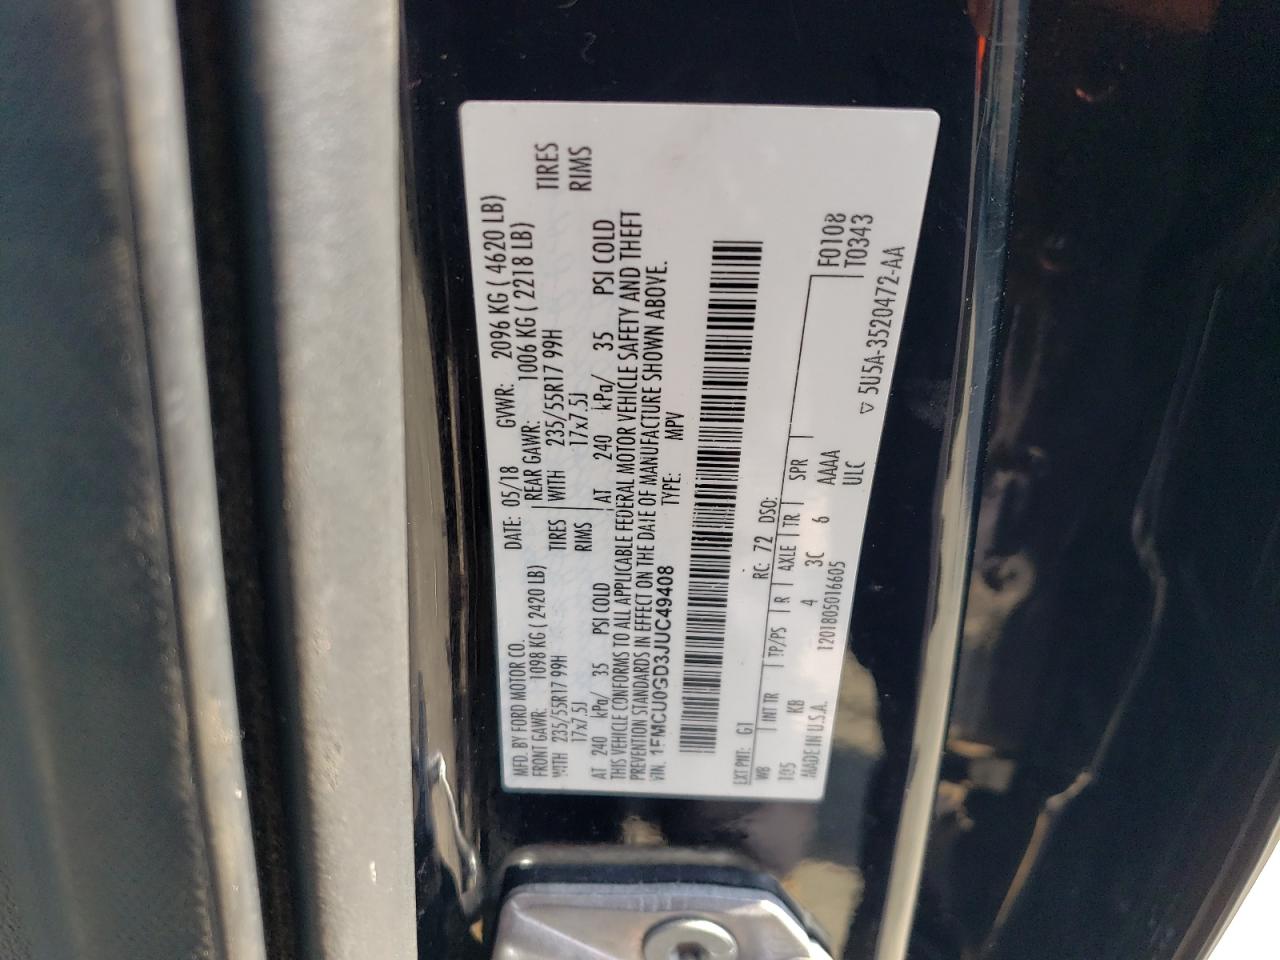 MFD. BY FORD MOTOR CO. DATE: 05/18 GVWR: 2096 KG ( 4620 LB)
FRONT GAWR: 1098 KG ( 2420 LB) REAR GAWR: 1006 KG ( 2218 LB)
WITH 235/55R17 99H TIRES WITH 235/55R17 99H TIRES
17x7.5J RIMS 17x7.5J RIMS
AT 240 kPa/ 35 PSI COLD AT 240 kPa/ 35 PSI COLD
THIS VEHICLE CONFORMS TO ALL APPLICABLE FEDERAL MOTOR VEHICLE SAFETY AND THEFT
PREVENTION STANDARDS IN EFFECT ON THE DATE OF MANUFACTURE SHOWN ABOVE.
VIN: 1FMCU0GD3JUC49408 TYPE: MPV
EXT PNT: G1 RC: 72 DSO:
WB INT TR TP/PS R AXLE TR SPR F0108
105 KB 4 3C 6 AAAA T0343
MADE IN U.S.A. 1201805016605 ULC
▽ 5U5A-3520472-AA